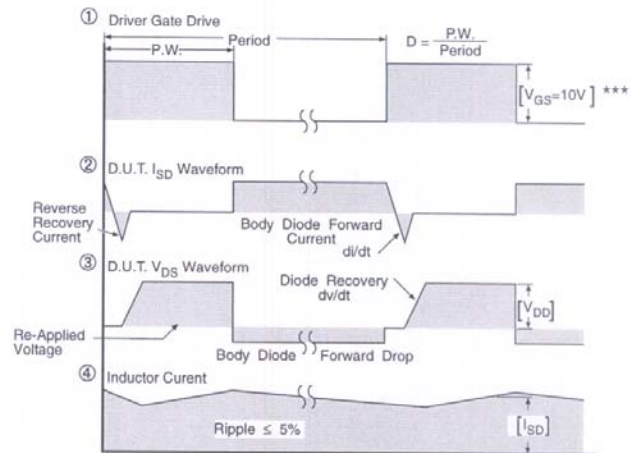 ① Driver Gate Drive
P.W.
Period
D = P.W. / Period
[VGS=10V] ***
② D.U.T. ISD Waveform
Reverse
Recovery
Current
Body Diode Forward
Current
di/dt
③ D.U.T. VDS Waveform
Diode Recovery
dv/dt
Re-Applied
Voltage
[VDD]
Body Diode Forward Drop
④ Inductor Curent
Ripple ≤ 5%
[ISD]